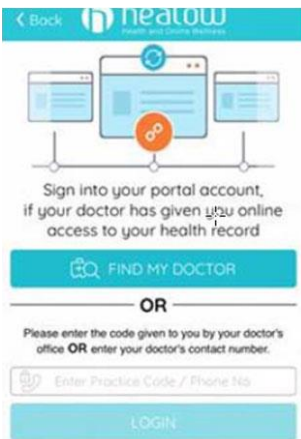 Back
healow
Health and Online Wellness
Sign into your portal account,
if your doctor has given you online
access to your health record
FIND MY DOCTOR
OR
Please enter the code given to you by your doctor's
office OR enter your doctor's contact number.
Enter Practice Code / Phone No
LOGIN